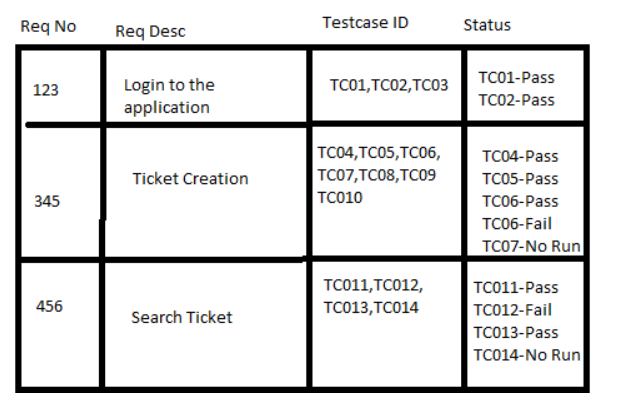 Req No Req Desc Testcase ID Status
123 Login to the application TC01,TC02,TC03 TC01-Pass
TC02-Pass
345 Ticket Creation TC04,TC05,TC06,
TC07,TC08,TC09
TC010 TC04-Pass
TC05-Pass
TC06-Pass
TC06-Fail
TC07-No Run
456 Search Ticket TC011,TC012,
TC013,TC014 TC011-Pass
TC012-Fail
TC013-Pass
TC014-No Run